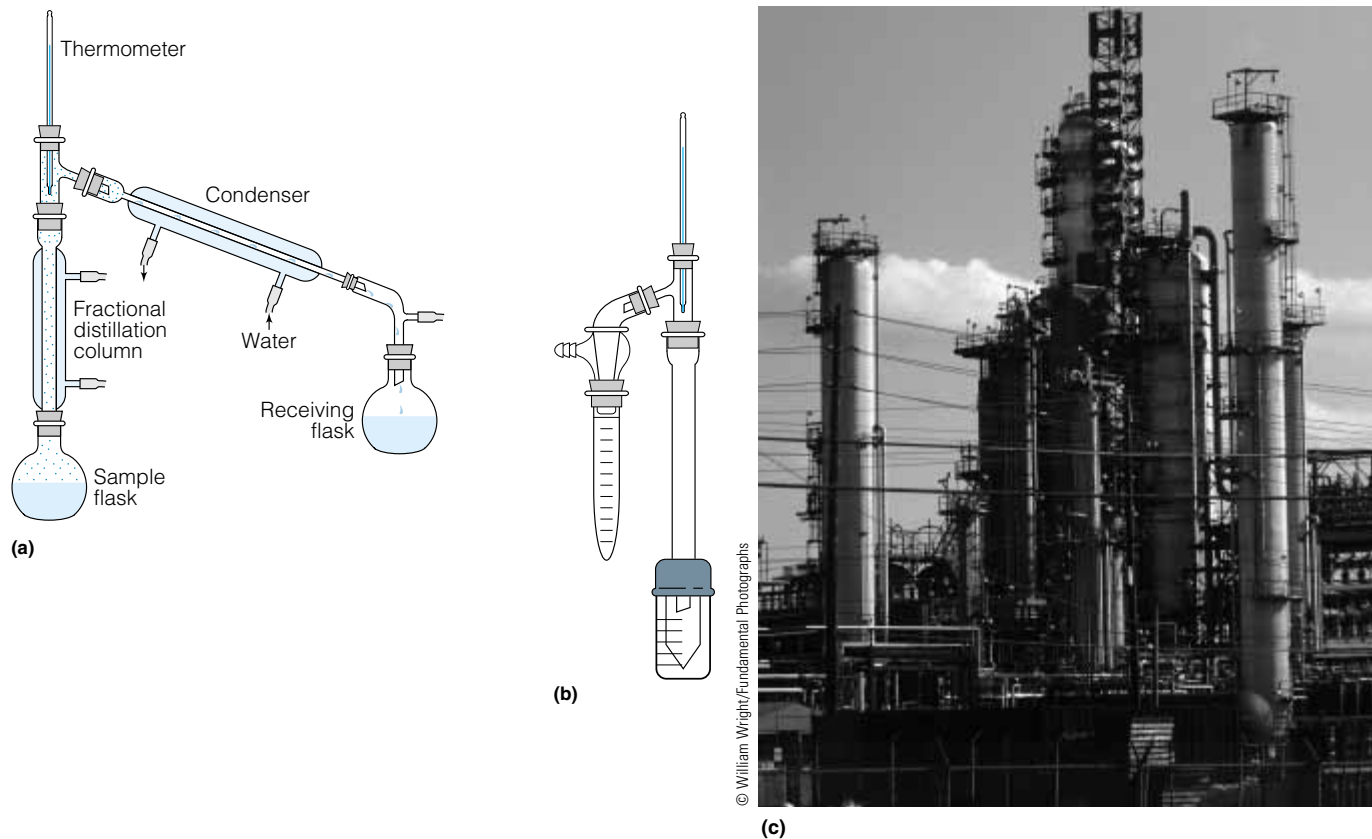 Thermometer
Condenser
Fractional
distillation
column
Water
Receiving
flask
Sample
flask
(a)
(b)
© William Wright/Fundamental Photographs
(c)